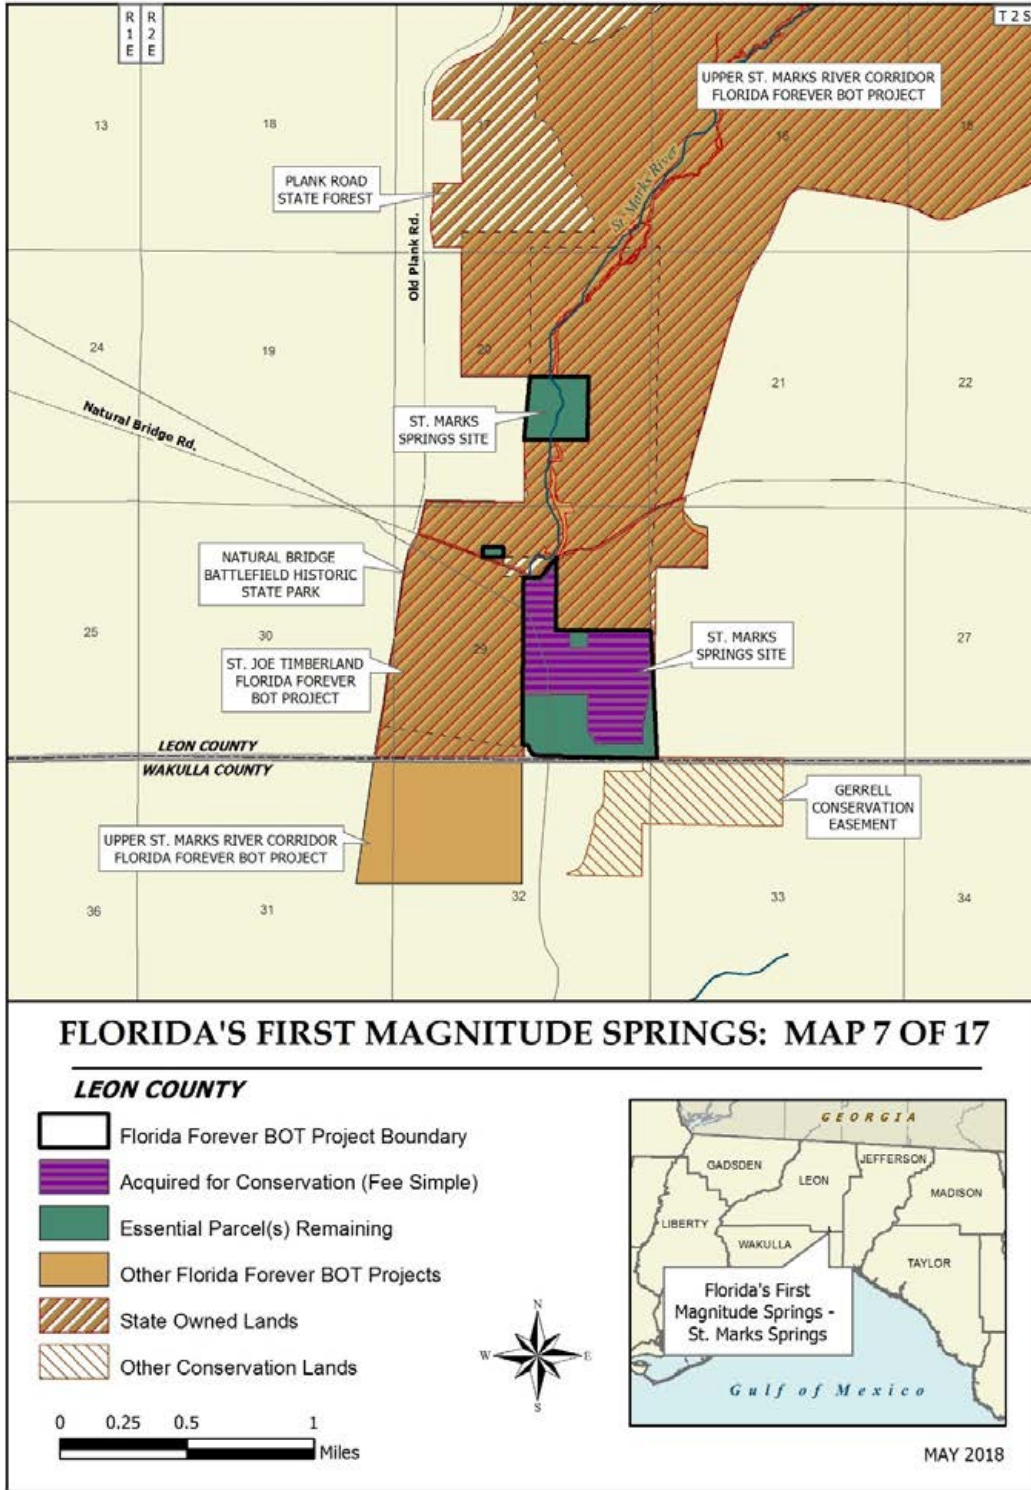 R
1
E
R
2
E
T 2 S
UPPER ST. MARKS RIVER CORRIDOR
FLORIDA FOREVER BOT PROJECT
13
18
17
16
15
PLANK ROAD
STATE FOREST
St. Marks River
Old Plank Rd.
24
19
20
21
22
Natural Bridge Rd.
ST. MARKS
SPRINGS SITE
NATURAL BRIDGE
BATTLEFIELD HISTORIC
STATE PARK
25
30
29
27
ST. MARKS
SPRINGS SITE
ST. JOE TIMBERLAND
FLORIDA FOREVER
BOT PROJECT
LEON COUNTY
WAKULLA COUNTY
GERRELL
CONSERVATION
EASEMENT
UPPER ST. MARKS RIVER CORRIDOR
FLORIDA FOREVER BOT PROJECT
36
31
32
33
34
FLORIDA'S FIRST MAGNITUDE SPRINGS: MAP 7 OF 17
LEON COUNTY
Florida Forever BOT Project Boundary
Acquired for Conservation (Fee Simple)
Essential Parcel(s) Remaining
Other Florida Forever BOT Projects
State Owned Lands
Other Conservation Lands
0 0.25 0.5 1
Miles
N
W E
S
GEORGIA
GADSDEN
LEON
JEFFERSON
MADISON
LIBERTY
WAKULLA
TAYLOR
Florida's First
Magnitude Springs -
St. Marks Springs
Gulf of Mexico
MAY 2018